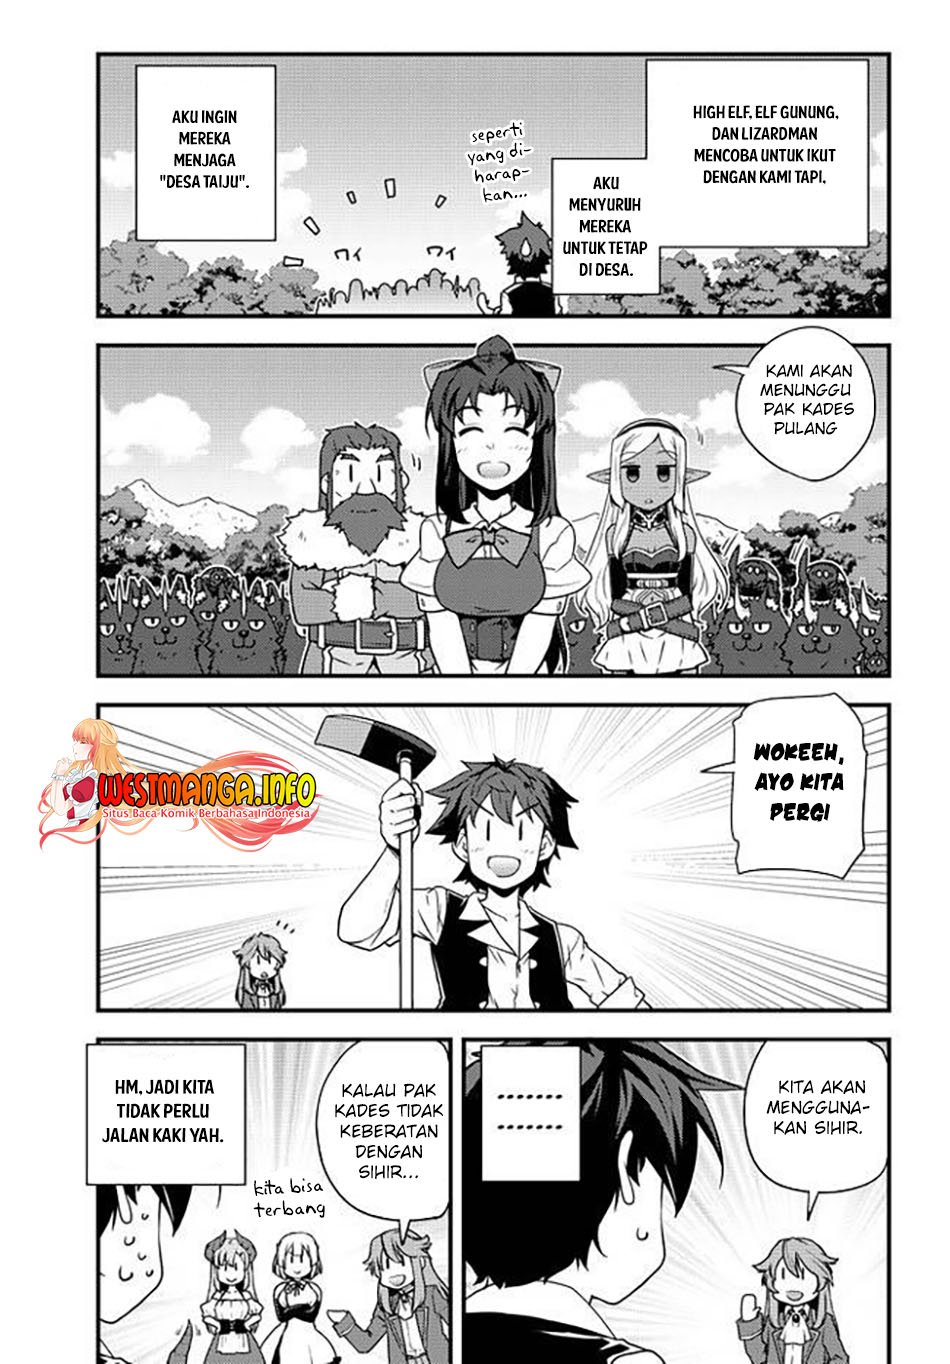 HIGH ELF, ELF GUNUNG,
DAN LIZARDMAN
MENCOBA UNTUK IKUT
DENGAN KAMI TAPI,
AKU
MENYURUH
MEREKA
UNTUK TETAP
DI DESA.
seperti
yang di-
harap-
kan...
AKU INGIN
MEREKA
MENJAGA
"DESA TAIJU".
ワイ
ワイ
KAMI AKAN
MENUNGGU
PAK KADES
PULANG
WOKEEH,
AYO KITA
PERGI
WESTMANGA.INFO
Situs Baca Komik Berbahasa Indonesia
KITA AKAN
MENGGUNA-
KAN SIHIR.
.......
.......
KALAU PAK
KADES TIDAK
KEBERATAN
DENGAN
SIHIR...
kita bisa
terbang
HM, JADI KITA
TIDAK PERLU
JALAN KAKI YAH.